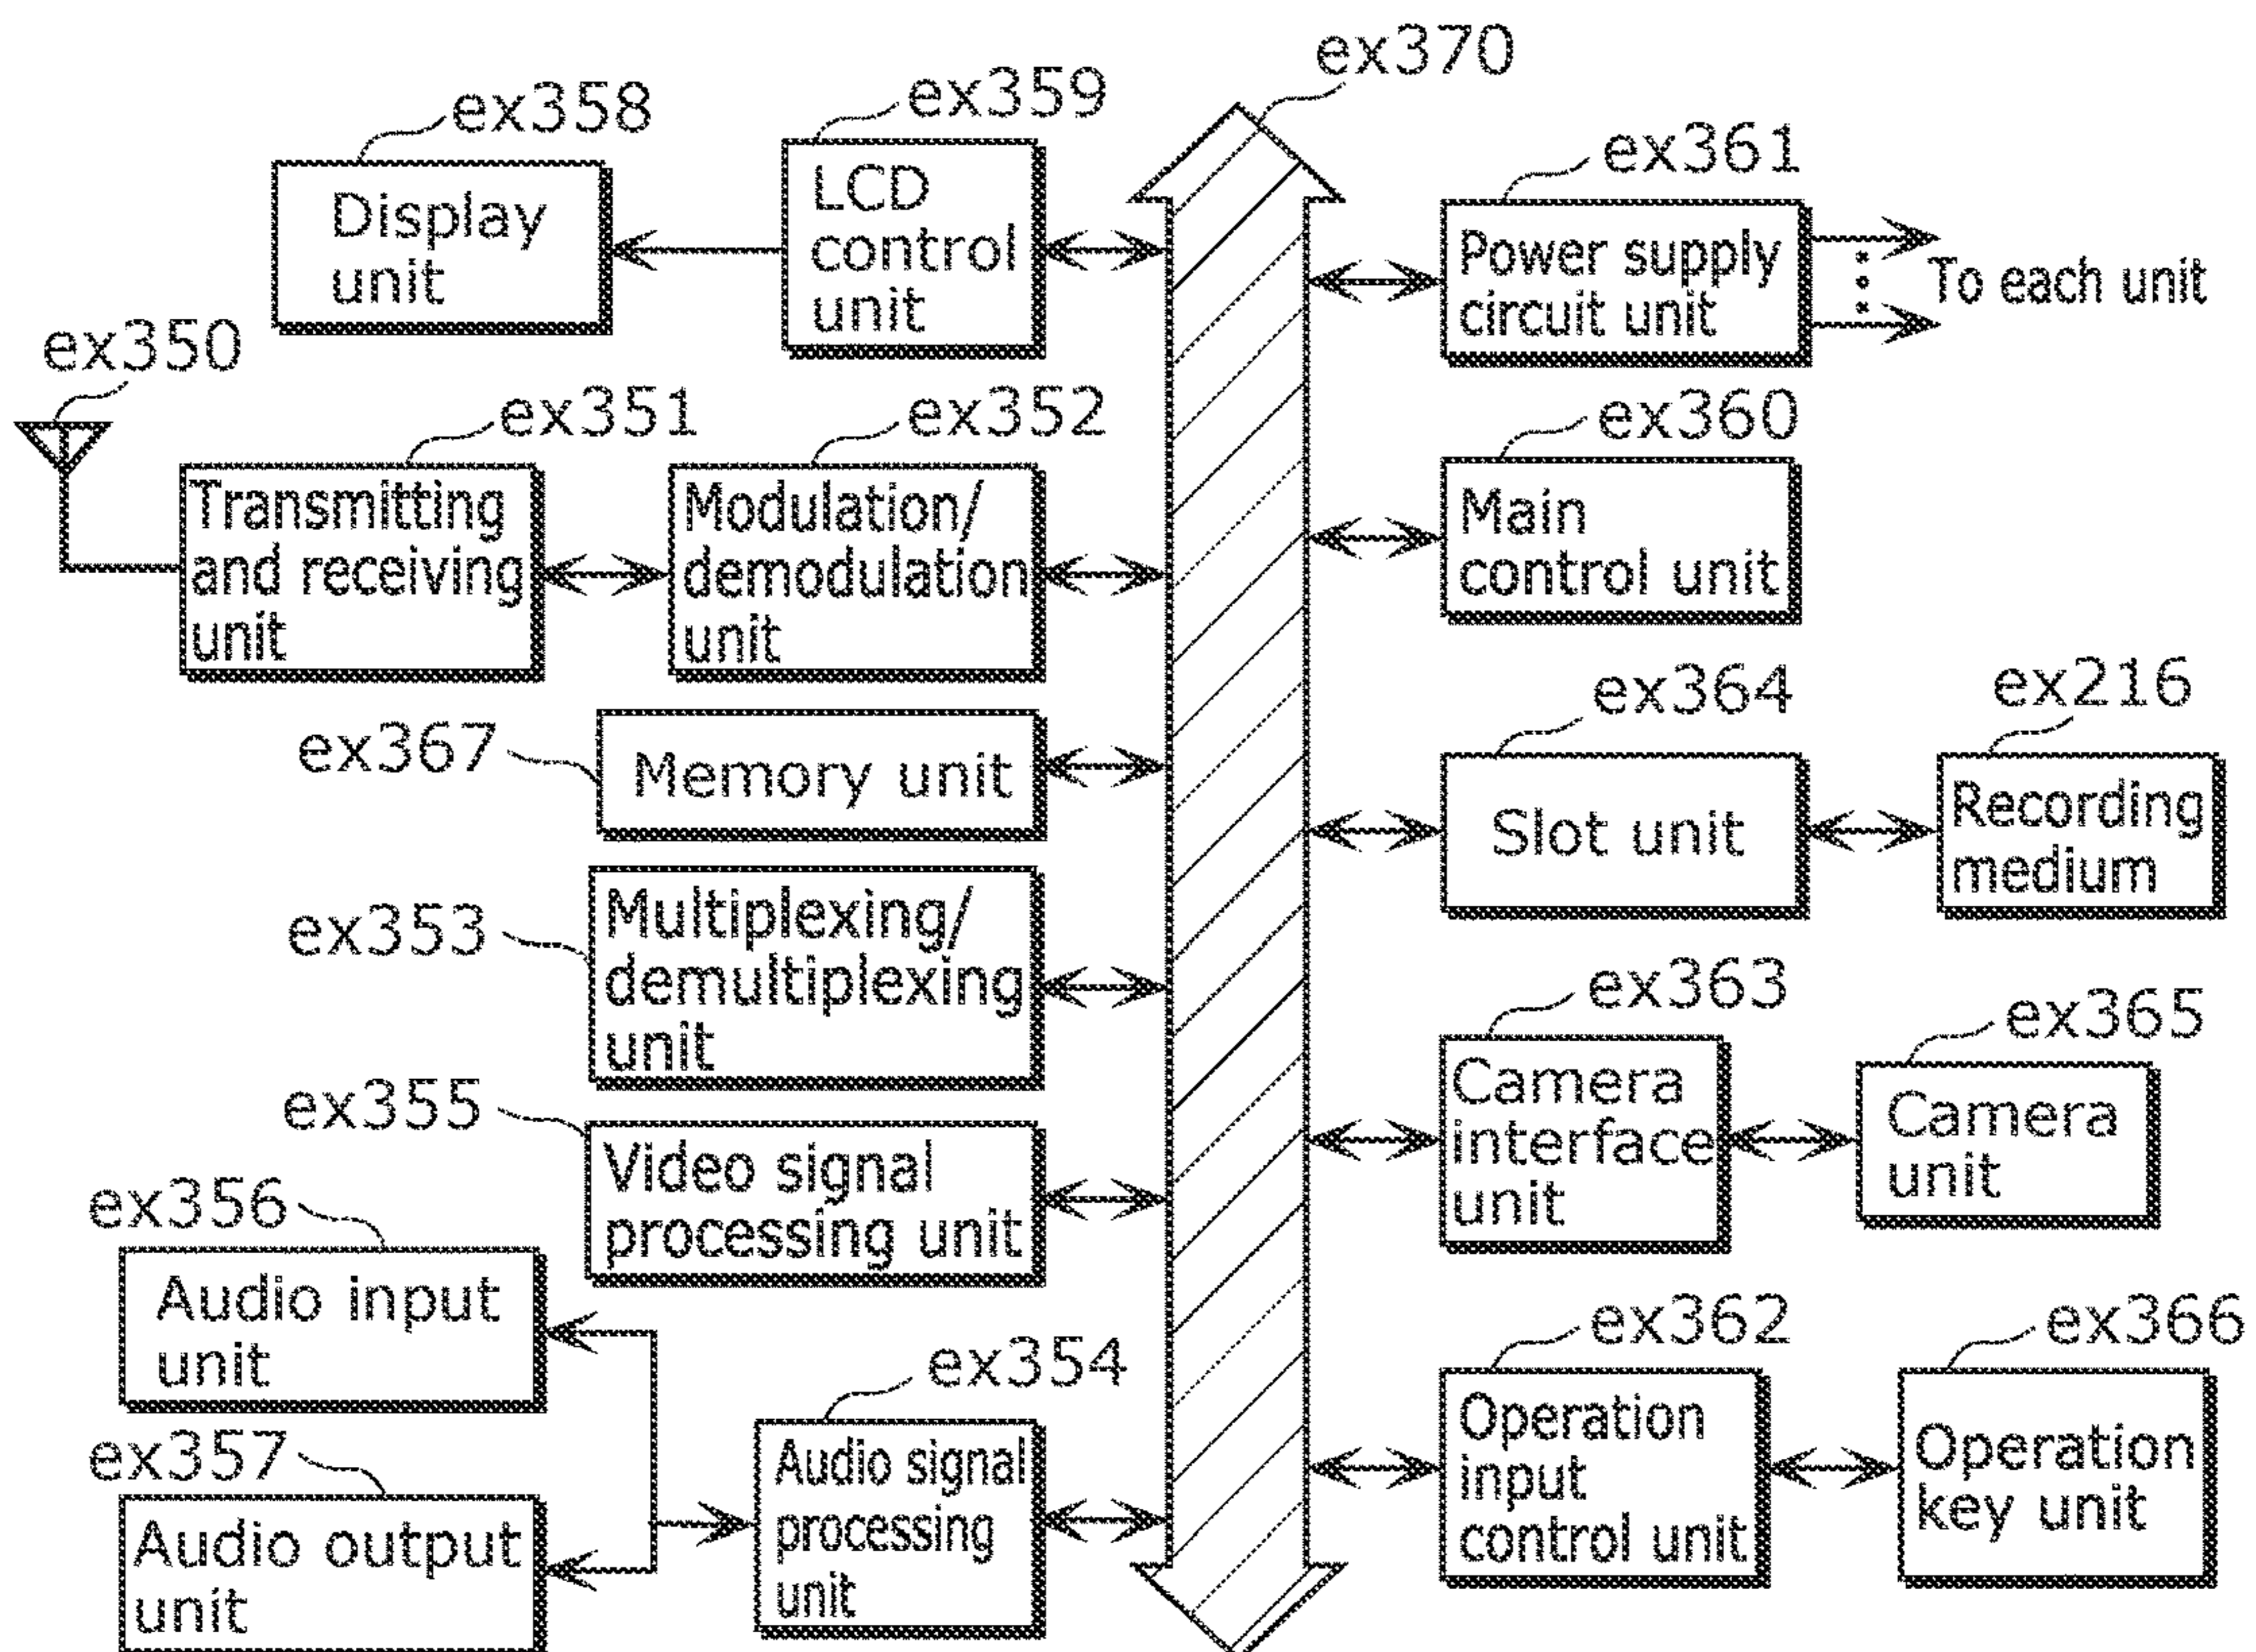 ex370
ex358
ex359
ex361
Display
unit
LCD
control
unit
Power supply
circuit unit
To each unit
ex350
ex351
ex352
ex360
Transmitting
and receiving
unit
Modulation/
demodulation
unit
Main
control unit
ex367
Memory unit
ex364
ex216
Slot unit
Recording
medium
ex353
Multiplexing/
demultiplexing
unit
ex363
ex365
Camera
interface
unit
Camera
unit
ex355
Video signal
processing unit
ex356
Audio input
unit
ex354
ex362
ex366
Audio signal
processing
unit
Operation
input
control unit
Operation
key unit
ex357
Audio output
unit